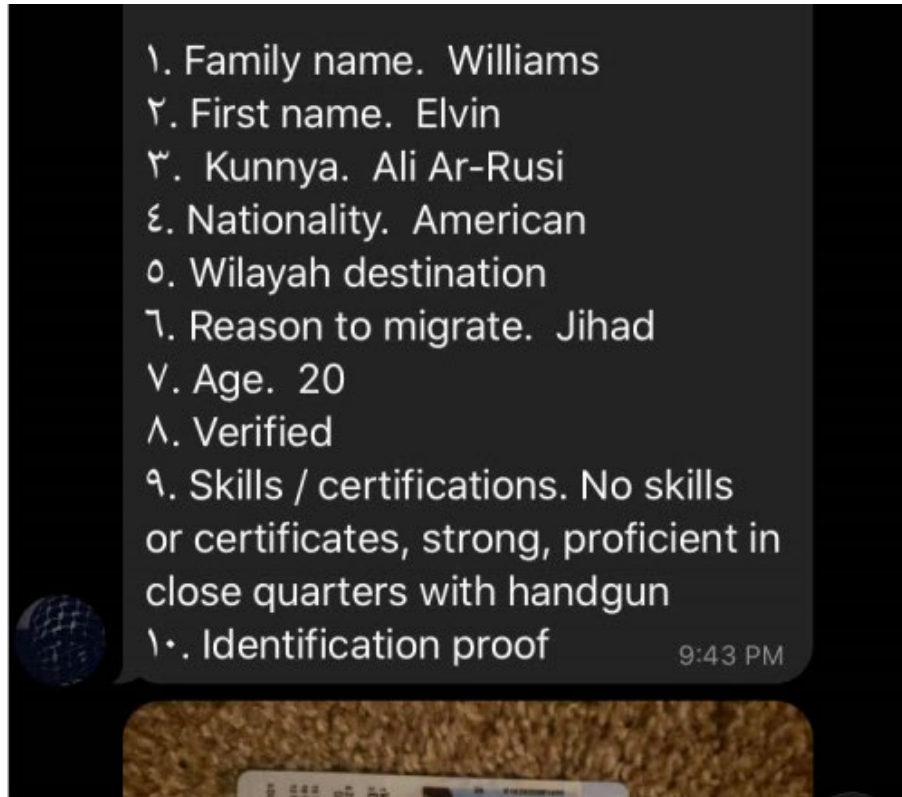 ١. Family name.  Williams
٢. First name.  Elvin
٣.  Kunnya.  Ali Ar-Rusi
٤. Nationality.  American
٥. Wilayah destination
٦. Reason to migrate.  Jihad
٧. Age.  20
٨. Verified
٩. Skills / certifications. No skills
or certificates, strong, proficient in
close quarters with handgun
١٠. Identification proof
9:43 PM